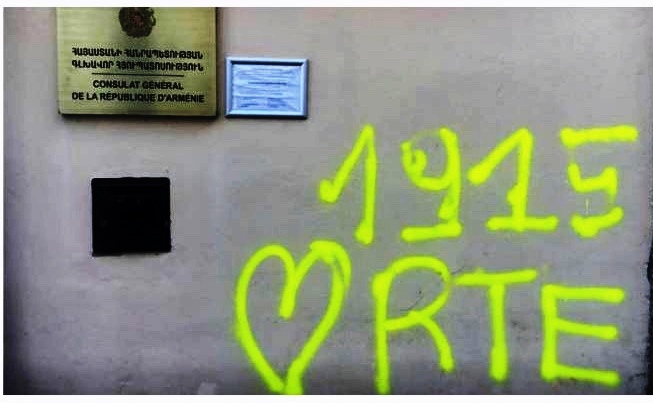 ՀԱՅԱՍՏԱՆԻ ՀԱՆՐԱՊԵՏՈՒԹՅԱՆ
ԳԼԽԱՎՈՐ ՀՅՈՒՊԱՏՈՍՈՒԹՅՈՒՆ
CONSULAT GÉNÉRAL
DE LA RÉPUBLIQUE D'ARMÉNIE
1915
♡ RTE